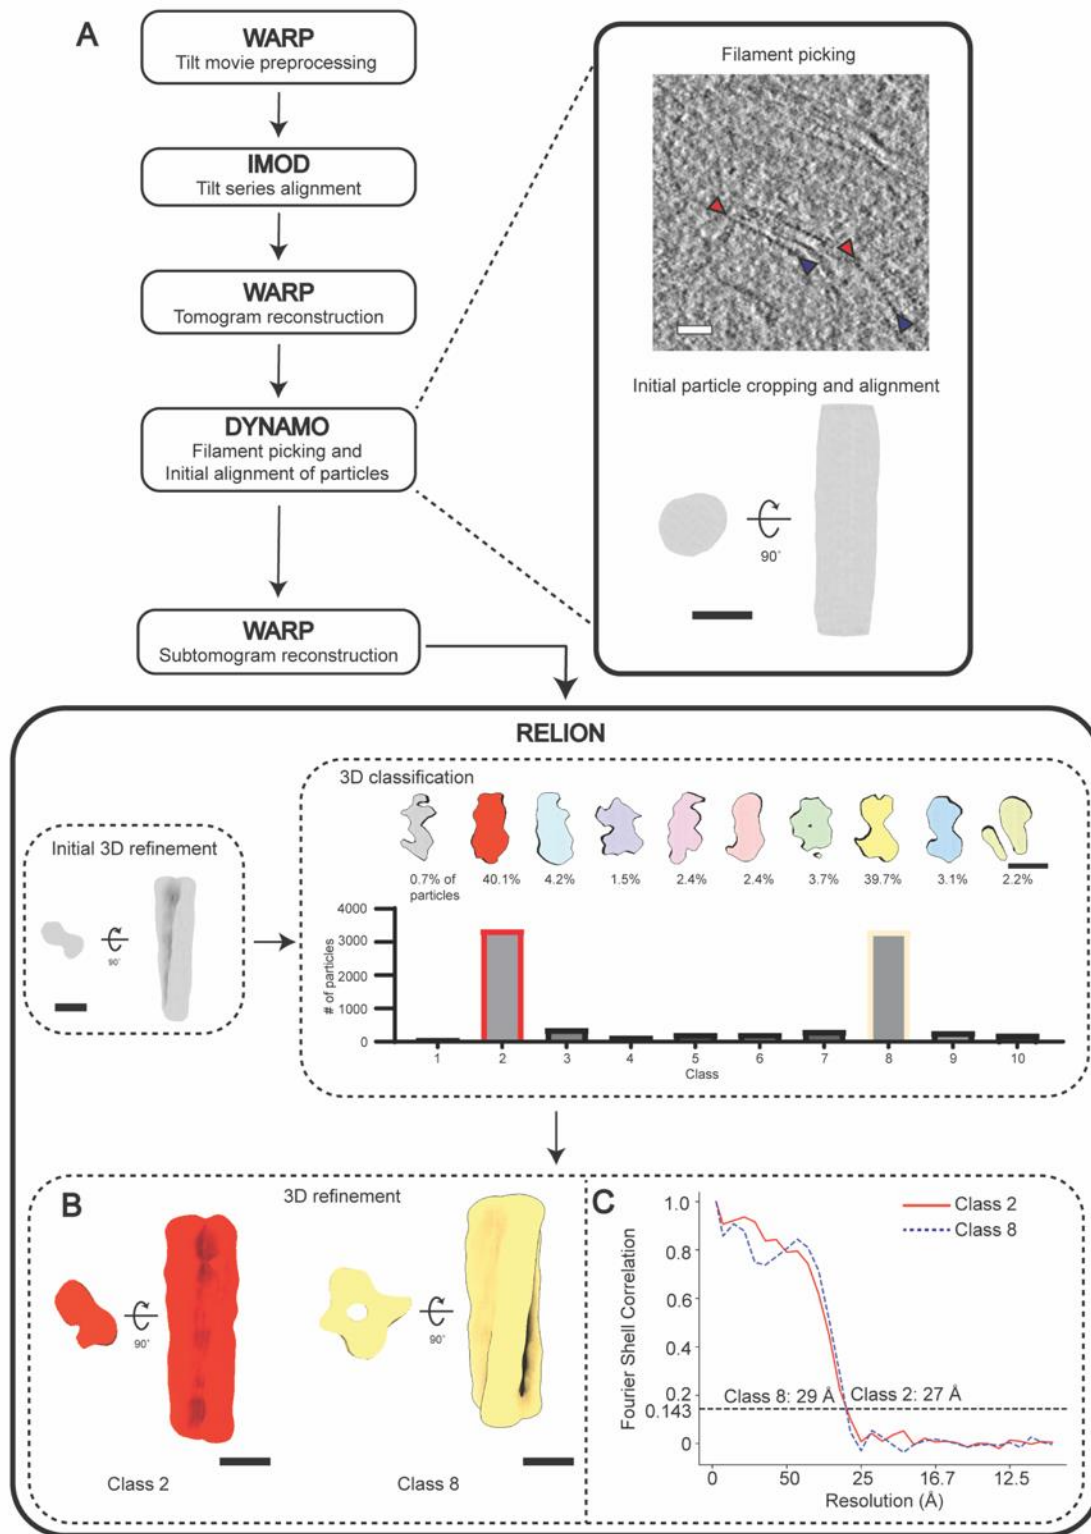 A
WARP
Tilt movie preprocessing
IMOD
Tilt series alignment
WARP
Tomogram reconstruction
DYNAMO
Filament picking and
Initial alignment of particles
WARP
Subtomogram reconstruction
Filament picking
Initial particle cropping and alignment
90°
RELION
Initial 3D refinement
90°
3D classification
0.7% of
particles
40.1%
4.2%
1.5%
2.4%
2.4%
3.7%
39.7%
3.1%
2.2%
# of particles
4000
3000
2000
1000
0
1
2
3
4
5
6
7
8
9
10
Class
B
3D refinement
90°
Class 2
90°
Class 8
C
Class 2
Class 8
Fourier Shell Correlation
1.0
0.8
0.6
0.4
0.2
0.143
0
Class 8: 29 Å
Class 2: 27 Å
0
50
25
16.7
12.5
Resolution (Å)